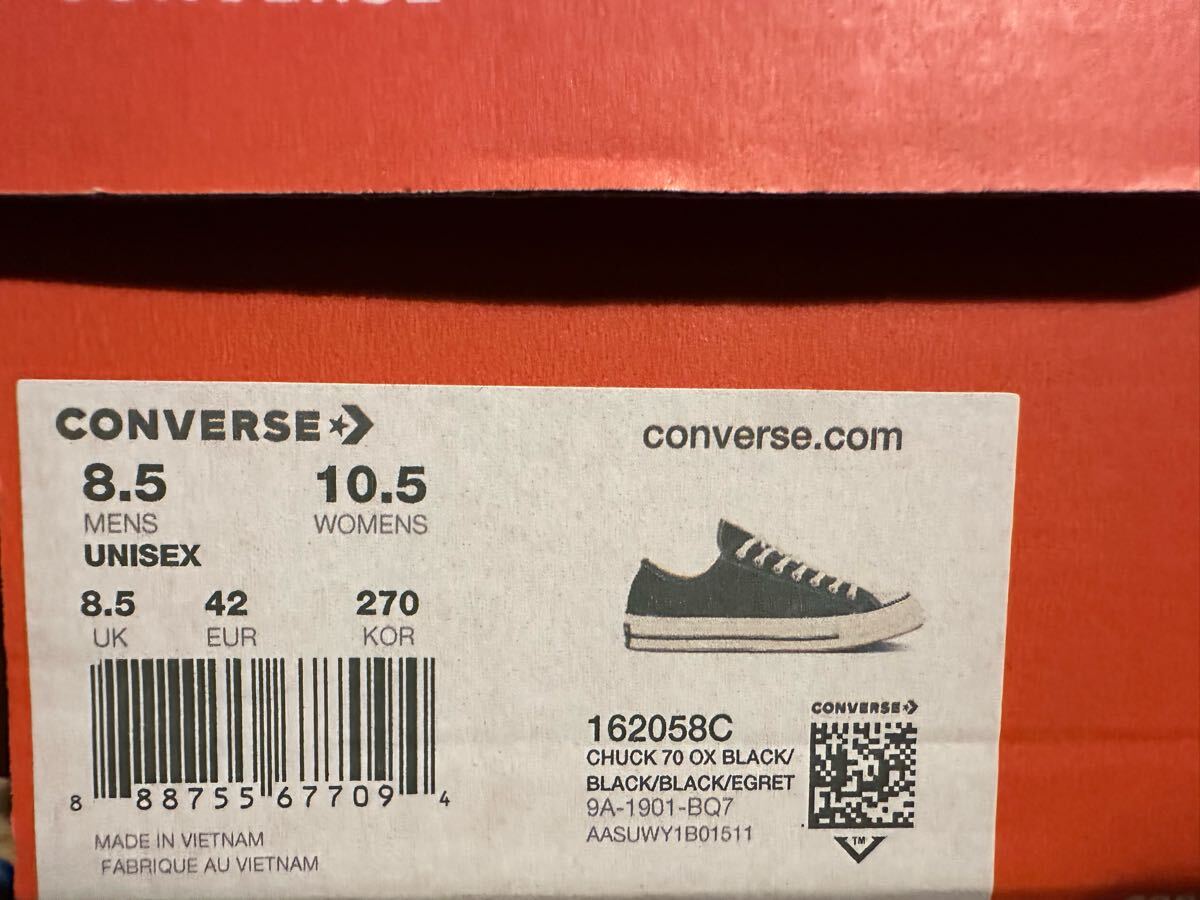 CONVERSE
CONVERSE
converse.com
8.5 10.5
MENS WOMENS
UNISEX
8.5 42 270
UK EUR KOR
8 88755 67709 4
MADE IN VIETNAM
FABRIQUE AU VIETNAM
162058C
CHUCK 70 OX BLACK/
BLACK/BLACK/EGRET
9A-1901-BQ7
AASUWY1B01511
CONVERSE
TM